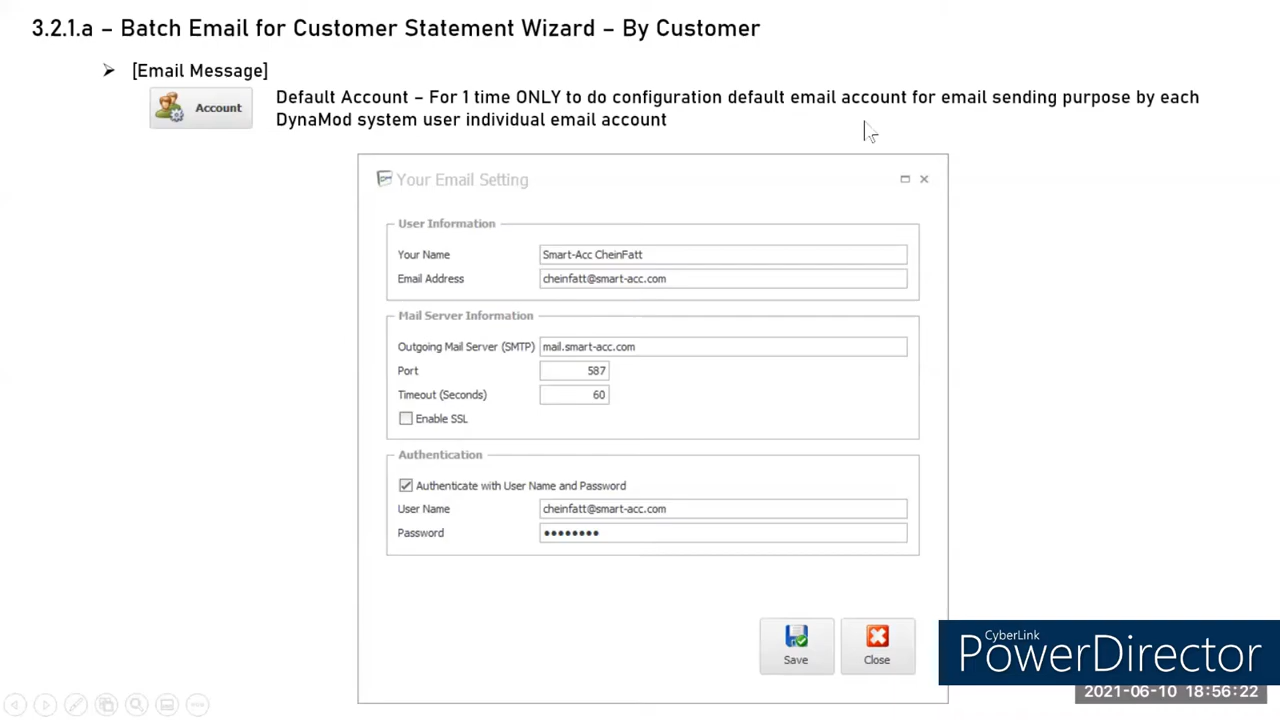 3.2.1.a – Batch Email for Customer Statement Wizard – By Customer
[Email Message]
Account
Default Account – For 1 time ONLY to do configuration default email account for email sending purpose by each
DynaMod system user individual email account
Your Email Setting
User Information
Your Name Smart-Acc CheinFatt
Email Address cheinfatt@smart-acc.com
Mail Server Information
Outgoing Mail Server (SMTP) mail.smart-acc.com
Port 587
Timeout (Seconds) 60
Enable SSL
Authentication
Authenticate with User Name and Password
User Name cheinfatt@smart-acc.com
Password ••••••••
Save Close
CyberLink
PowerDirector
2021-06-10 18:56:22